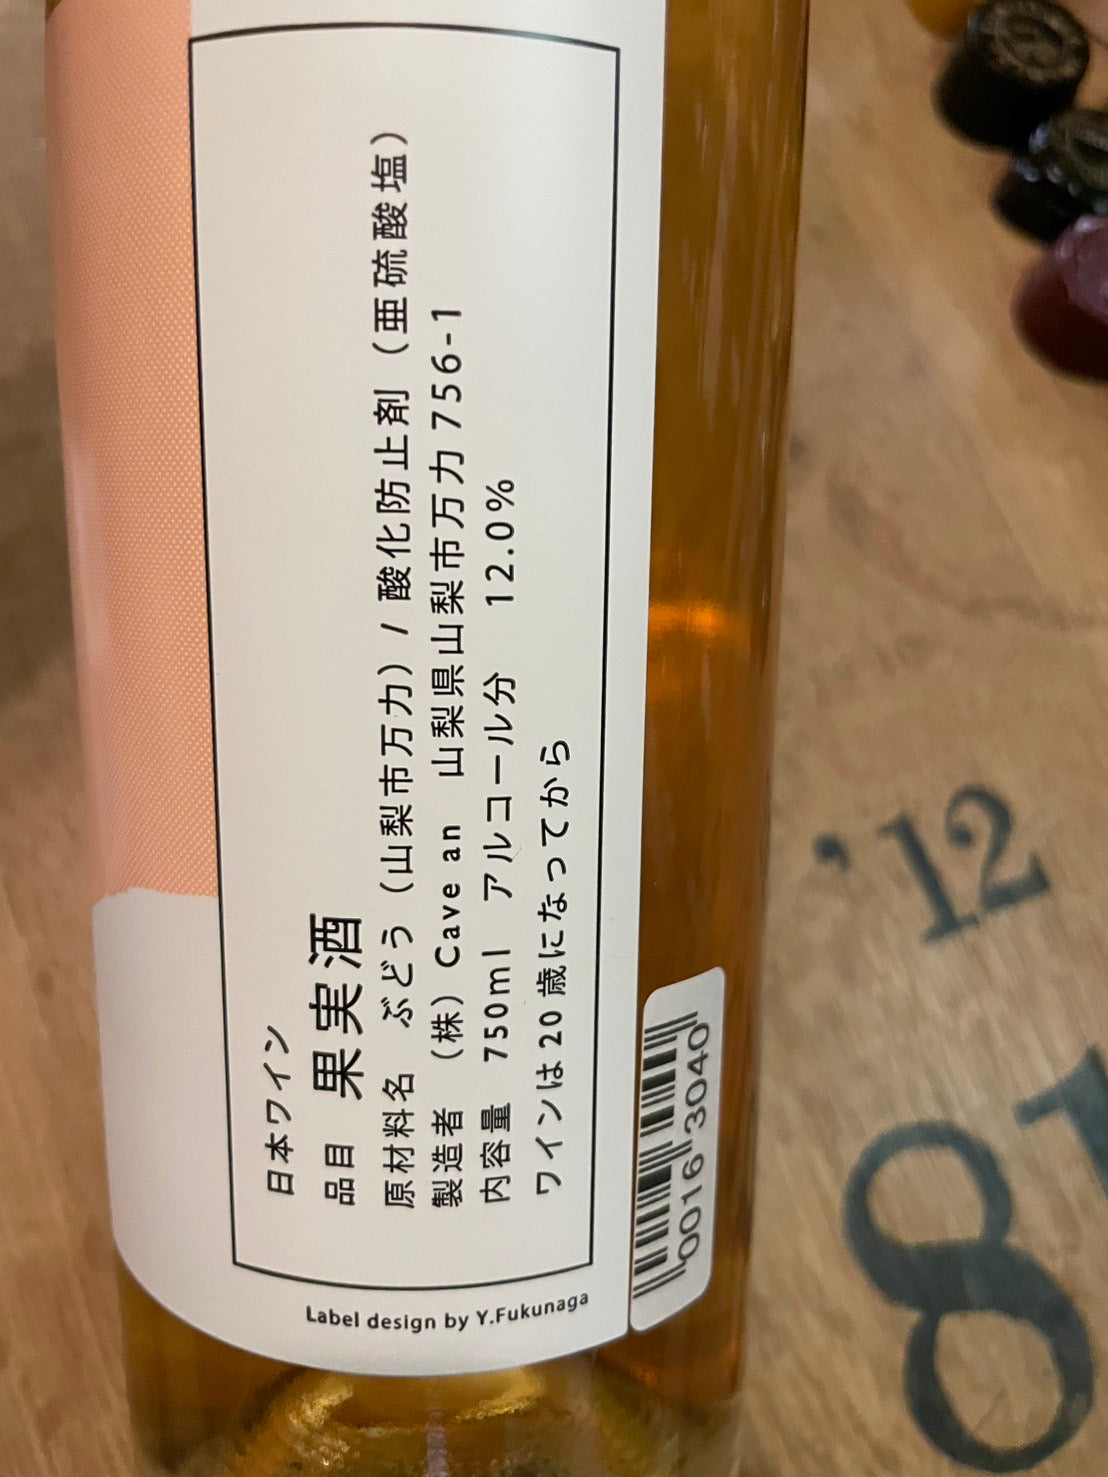 日本ワイン
品目 果実酒
原材料名 ぶどう（山梨市万力）/ 酸化防止剤（亜硫酸塩）
製造者 （株）Cave an 山梨県山梨市万力 756-1
内容量 750ml アルコール分 12.0%
ワインは 20 歳になってから
Label design by Y.Fukunaga
0016 3040
'12
81